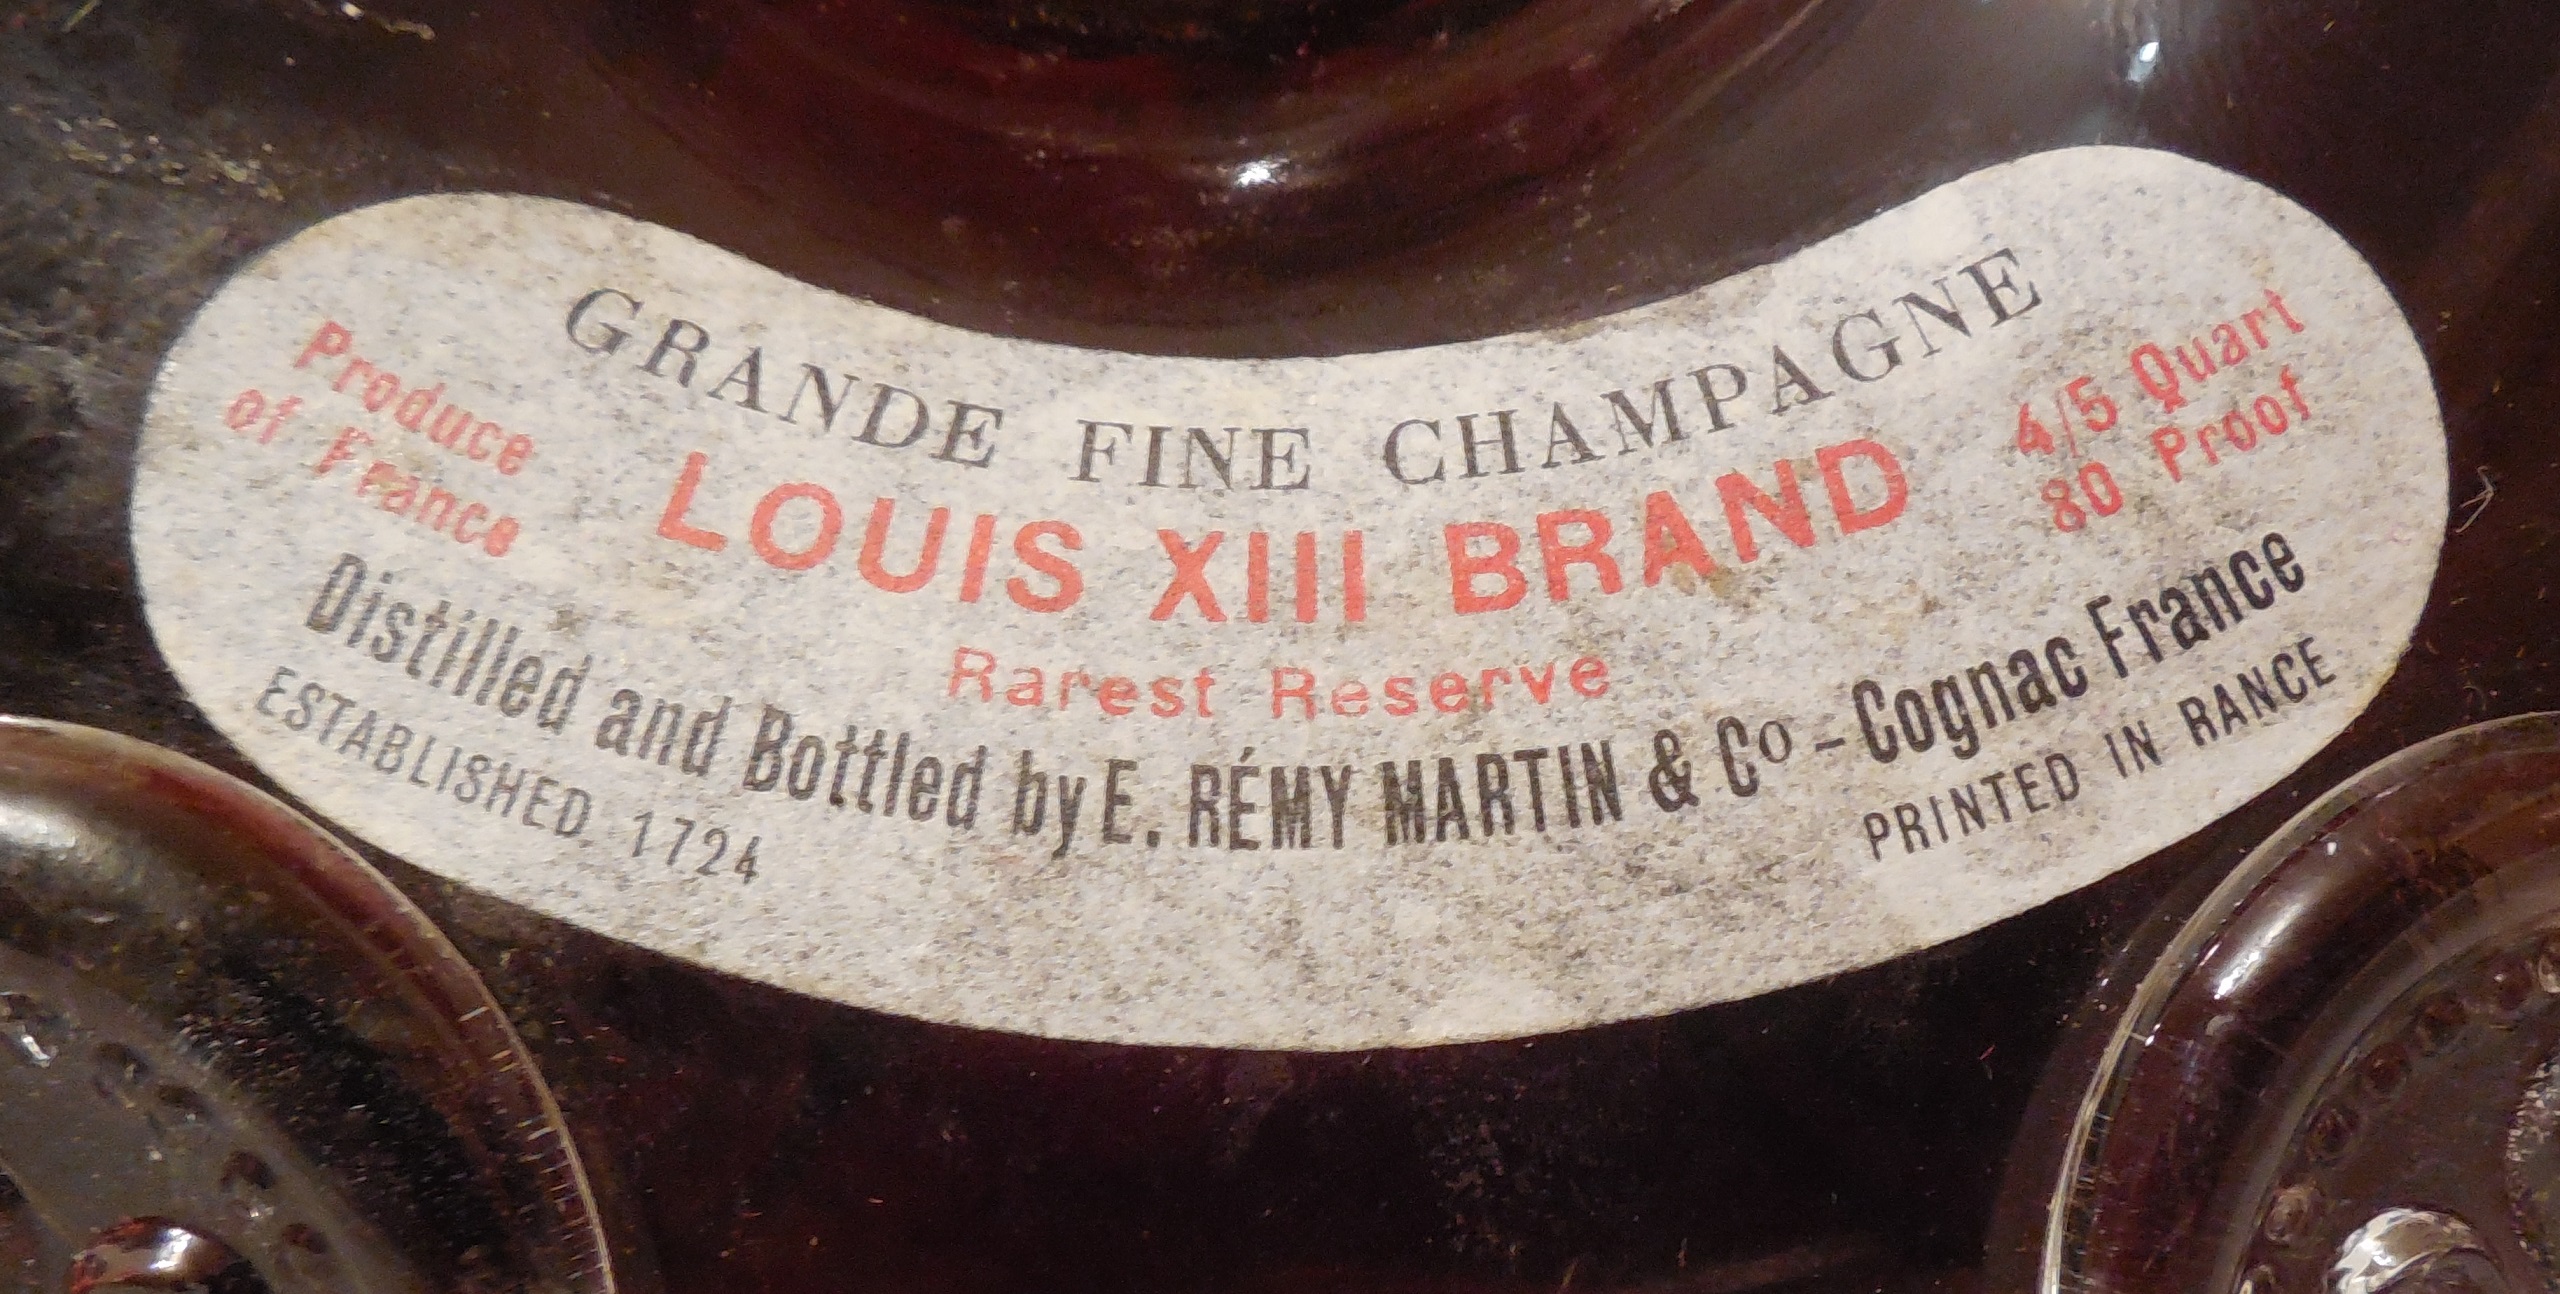 GRANDE FINE CHAMPAGNE
Produce
of France
LOUIS XIII BRAND
4/5 Quart
80 Proof
Rarest Reserve
Distilled and Bottled by E. RÉMY MARTIN & Co - Cognac France
ESTABLISHED 1724
PRINTED IN RANCE